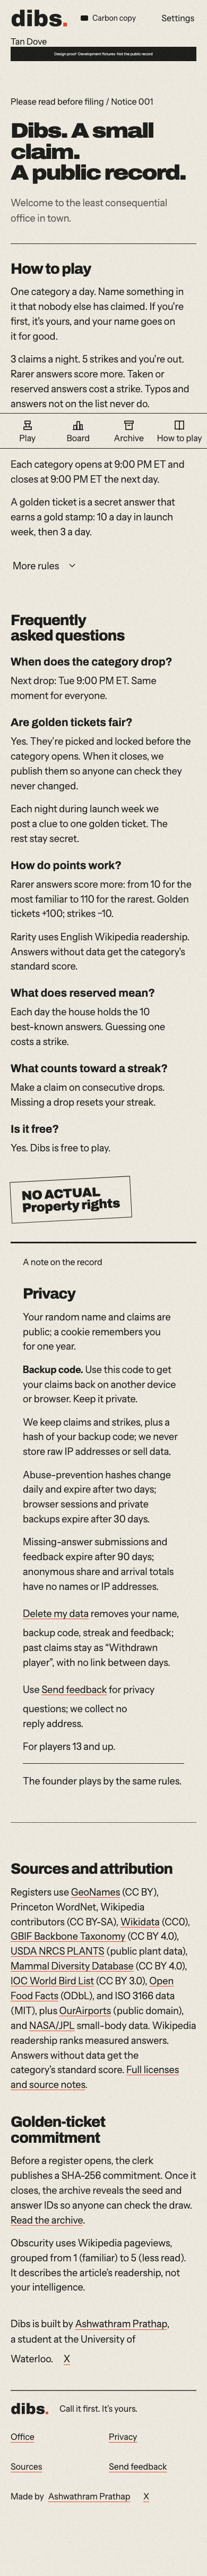 dibs.
Carbon copy
Settings
Tan Dove
Design proof · Development fixtures · Not the public record
Please read before filing / Notice 001
Dibs. A small
claim.
A public record.
Welcome to the least consequential
office in town.
How to play
One category a day. Name something in
it that nobody else has claimed. If you're
first, it's yours, and your name goes on
it for good.
3 claims a night. 5 strikes and you're out.
Rarer answers score more. Taken or
reserved answers cost a strike. Typos and
answers not on the list never do.
Play
Board
Archive
How to play
Each category opens at 9:00 PM ET and
closes at 9:00 PM ET the next day.
A golden ticket is a secret answer that
earns a gold stamp: 10 a day in launch
week, then 3 a day.
More rules
Frequently
asked questions
When does the category drop?
Next drop: Tue 9:00 PM ET. Same
moment for everyone.
Are golden tickets fair?
Yes. They're picked and locked before the
category opens. When it closes, we
publish them so anyone can check they
never changed.
Each night during launch week we
post a clue to one golden ticket. The
rest stay secret.
How do points work?
Rarer answers score more: from 10 for the
most familiar to 110 for the rarest. Golden
tickets +100; strikes −10.
Rarity uses English Wikipedia readership.
Answers without data get the category's
standard score.
What does reserved mean?
Each day the house holds the 10
best-known answers. Guessing one
costs a strike.
What counts toward a streak?
Make a claim on consecutive drops.
Missing a drop resets your streak.
Is it free?
Yes. Dibs is free to play.
NO ACTUAL
Property rights
A note on the record
Privacy
Your random name and claims are
public; a cookie remembers you
for one year.
Backup code. Use this code to get
your claims back on another device
or browser. Keep it private.
We keep claims and strikes, plus a
hash of your backup code; we never
store raw IP addresses or sell data.
Abuse-prevention hashes change
daily and expire after two days;
browser sessions and private
backups expire after 30 days.
Missing-answer submissions and
feedback expire after 90 days;
anonymous share and arrival totals
have no names or IP addresses.
Delete my data removes your name,
backup code, streak and feedback;
past claims stay as "Withdrawn
player", with no link between days.
Use Send feedback for privacy
questions; we collect no
reply address.
For players 13 and up.
The founder plays by the same rules.
Sources and attribution
Registers use GeoNames (CC BY),
Princeton WordNet, Wikipedia
contributors (CC BY-SA), Wikidata (CC0),
GBIF Backbone Taxonomy (CC BY 4.0),
USDA NRCS PLANTS (public plant data),
Mammal Diversity Database (CC BY 4.0),
IOC World Bird List (CC BY 3.0), Open
Food Facts (ODbL), and ISO 3166 data
(MIT), plus OurAirports (public domain),
and NASA/JPL small-body data. Wikipedia
readership ranks measured answers.
Answers without data get the
category's standard score. Full licenses
and source notes.
Golden-ticket
commitment
Before a register opens, the clerk
publishes a SHA-256 commitment. Once it
closes, the archive reveals the seed and
answer IDs so anyone can check the draw.
Read the archive.
Obscurity uses Wikipedia pageviews,
grouped from 1 (familiar) to 5 (less read).
It describes the article's readership, not
your intelligence.
Dibs is built by Ashwathram Prathap,
a student at the University of
Waterloo. X
dibs.
Call it first. It's yours.
Office
Privacy
Sources
Send feedback
Made by Ashwathram Prathap X